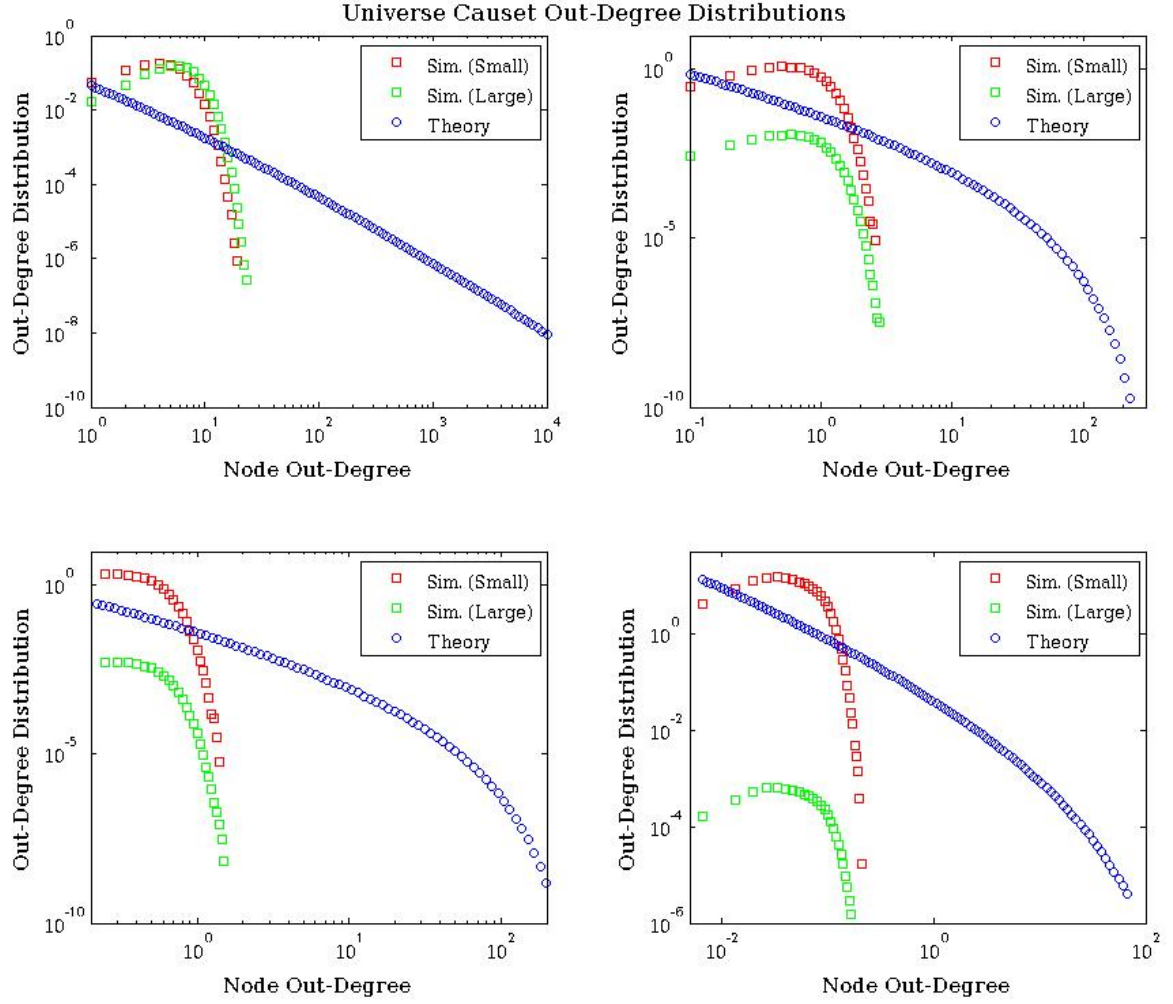 Universe Causet Out-Degree Distributions
Out-Degree Distribution
10^0
10^-2
10^-4
10^-6
10^-8
10^-10
Sim. (Small)
Sim. (Large)
Theory
10^0 10^1 10^2 10^3 10^4
Node Out-Degree
Out-Degree Distribution
10^0
10^-5
10^-10
Sim. (Small)
Sim. (Large)
Theory
10^-1 10^0 10^1 10^2
Node Out-Degree
Out-Degree Distribution
10^0
10^-5
10^-10
Sim. (Small)
Sim. (Large)
Theory
10^0 10^1 10^2
Node Out-Degree
Out-Degree Distribution
10^0
10^-2
10^-4
10^-6
Sim. (Small)
Sim. (Large)
Theory
10^-2 10^0 10^2
Node Out-Degree